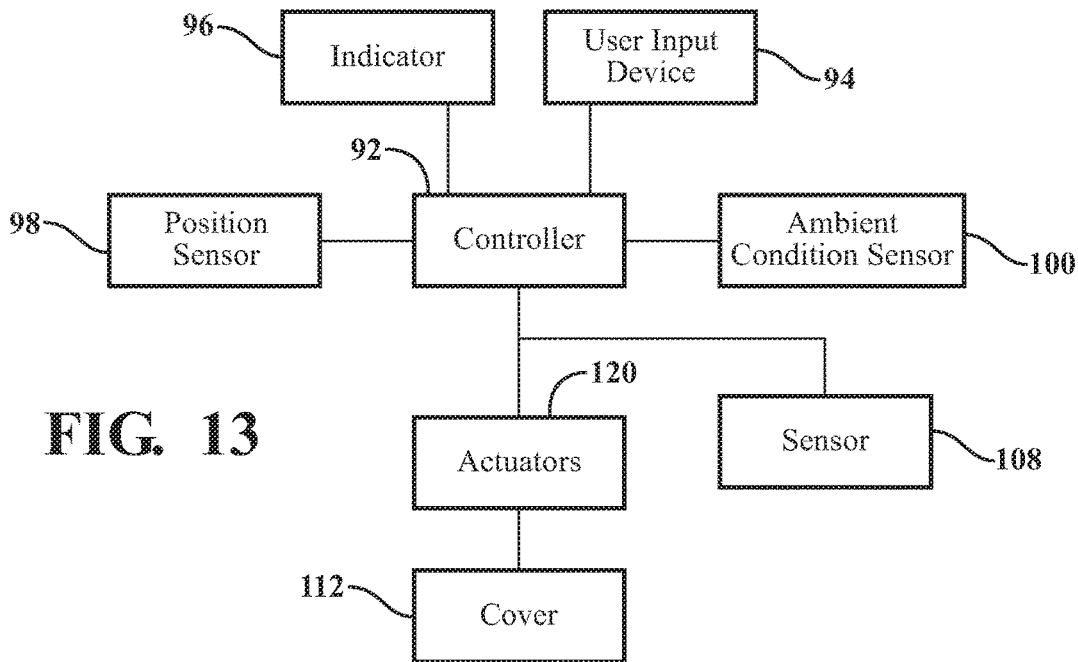 96
Indicator
User Input
Device
94
92
98
Position
Sensor
Controller
Ambient
Condition Sensor
100
120
FIG. 13
Actuators
Sensor
108
112
Cover